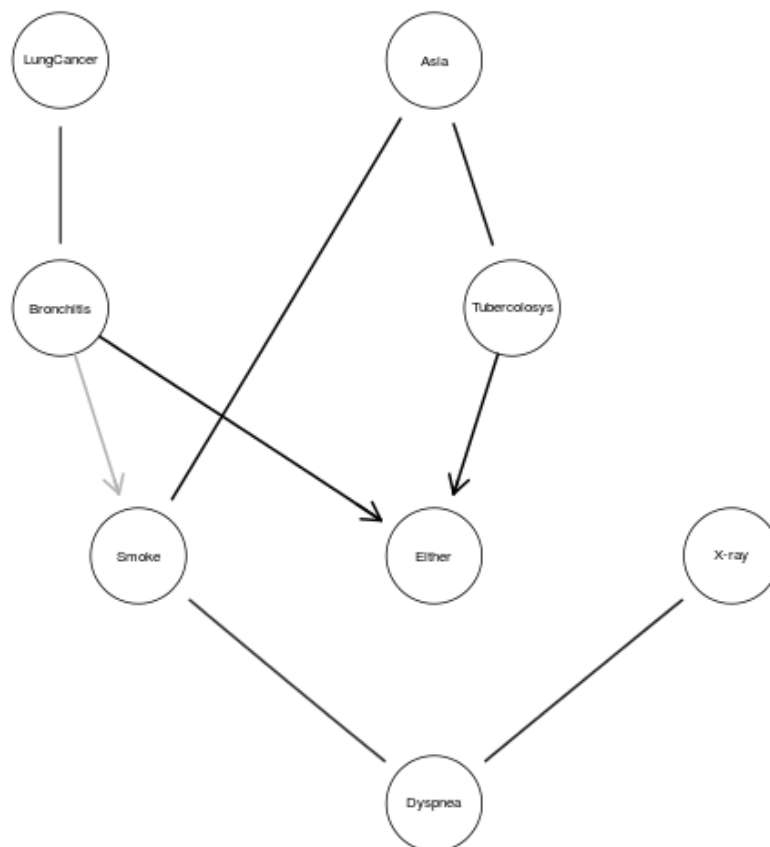 LungCancer
Asia
Bronchitis
Tubercolosys
Smoke
Either
X-ray
Dyspnea